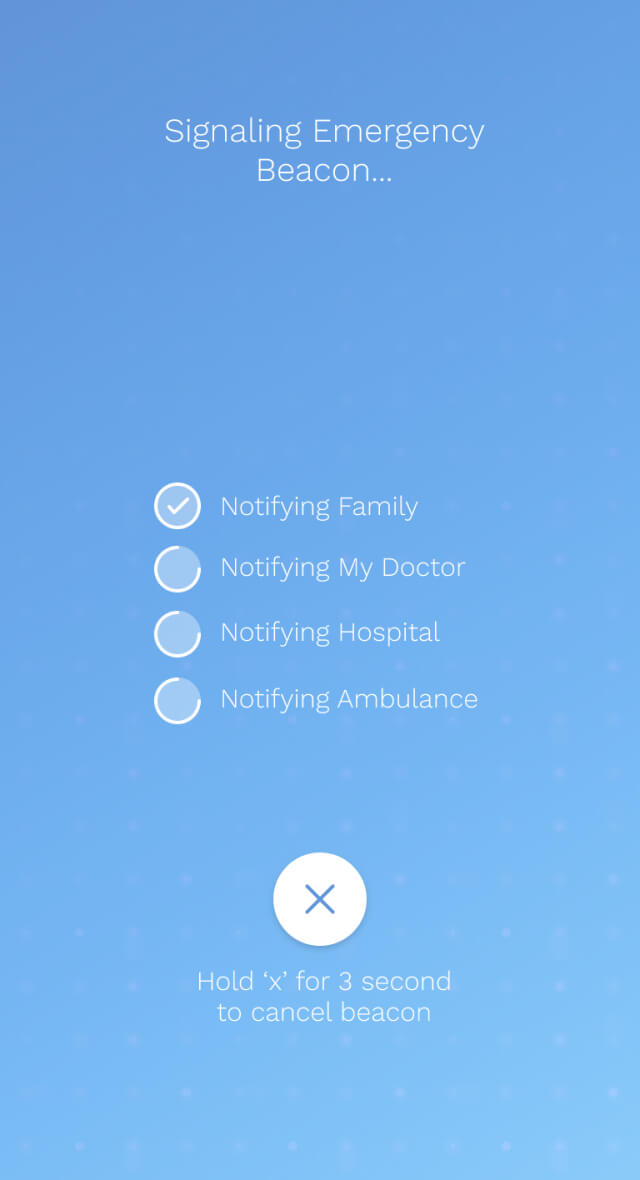 Signaling Emergency
Beacon...
Notifying Family
Notifying My Doctor
Notifying Hospital
Notifying Ambulance
Hold ‘x’ for 3 second
to cancel beacon